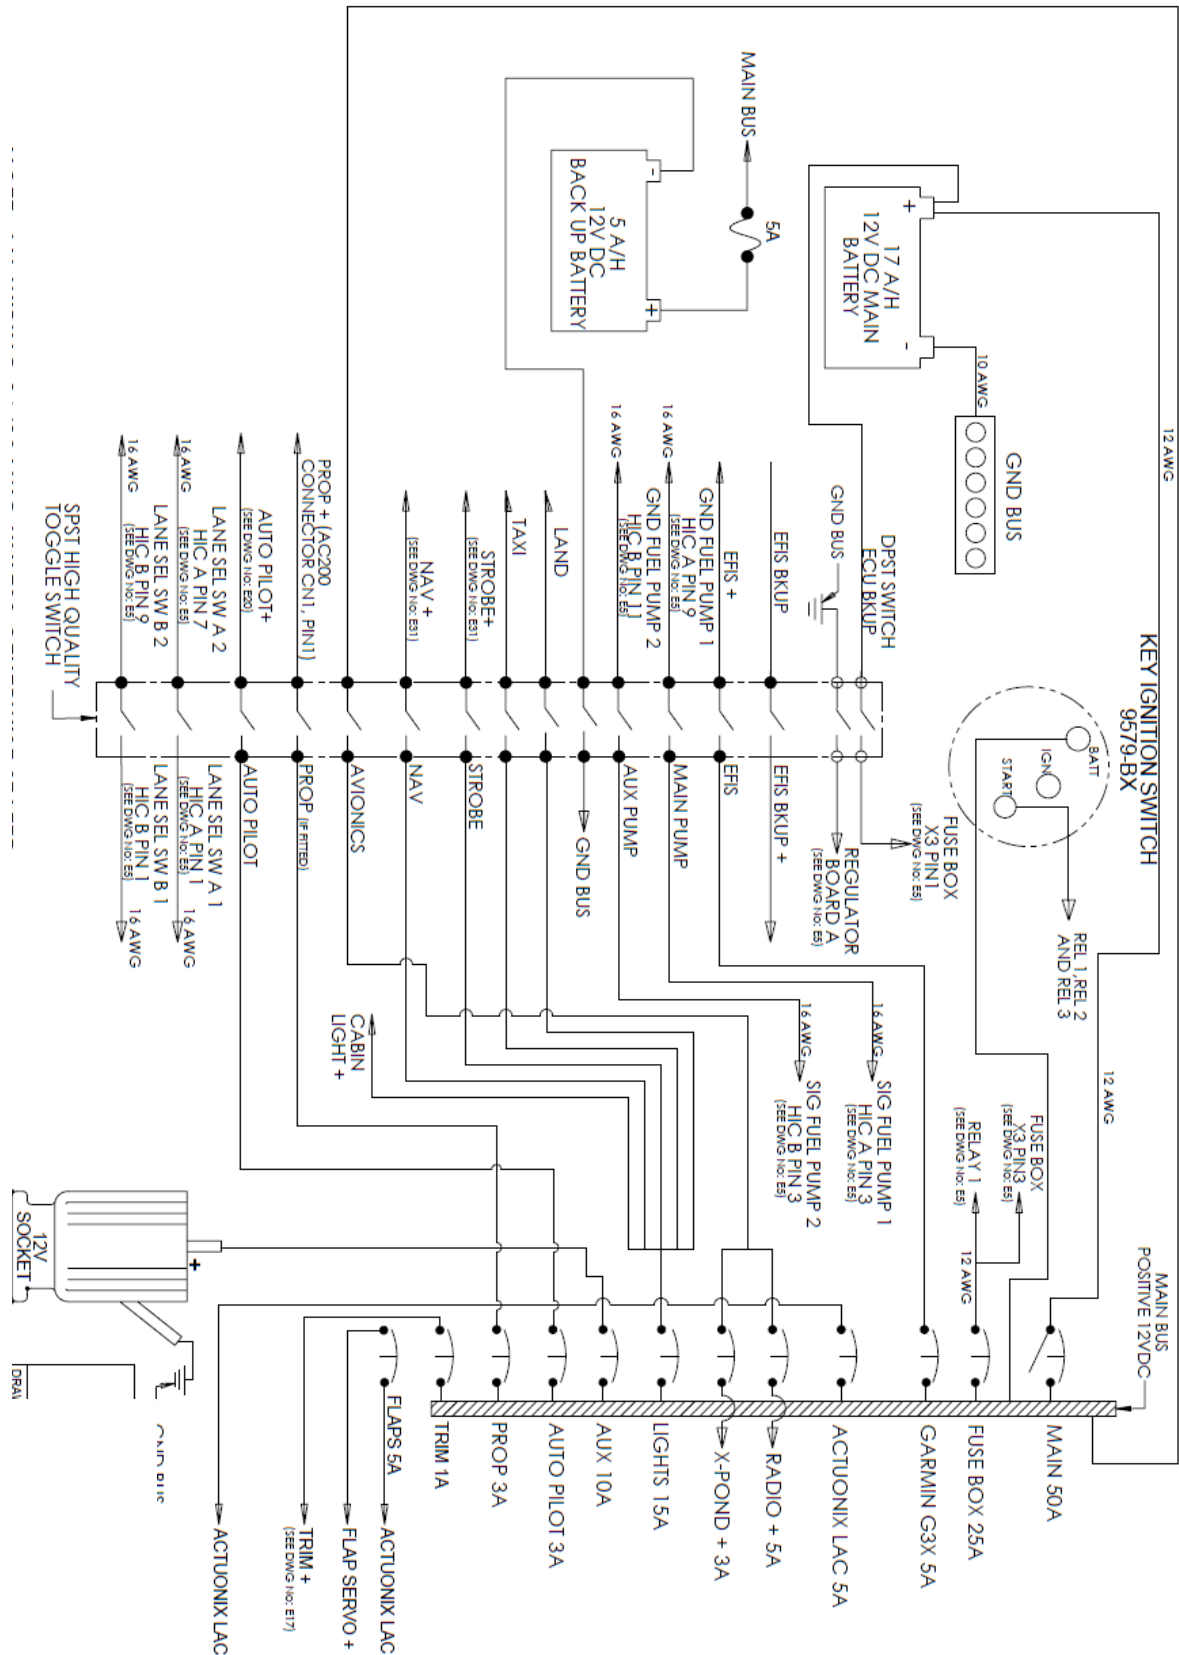 12 AWG
KEY IGNITION SWITCH
9579-BX
BATT
IGN
START
REL 1,REL 2
AND REL 3
12 AWG
MAIN BUS
POSITIVE 12VDC
GND BUS
10 AWG
+
-
17 A/H
12V DC MAIN
BATTERY
MAIN BUS
5A
-
+
5 A/H
12V DC
BACK UP BATTERY
DPST SWITCH
ECU BKUP
GND BUS
EFIS BKUP
EFIS +
GND FUEL PUMP 1
HIC A PIN 9
(SEE DWG No: E5)
16 AWG
GND FUEL PUMP 2
HIC B PIN 11
(SEE DWG No: E5)
16 AWG
LAND
TAXI
STROBE+
(SEE DWG No: E31)
NAV +
(SEE DWG No: E31)
PROP + (AC200
CONNECTOR CN1, PIN1)
AUTO PILOT+
(SEE DWG No: E20)
LANE SEL SW A 2
HIC A PIN 7
(SEE DWG No: E5)
16 AWG
LANE SEL SW B 2
HIC B PIN 9
(SEE DWG No: E5)
16 AWG
SPST HIGH QUALITY
TOGGLE SWITCH
FUSE BOX
X3 PIN1
(SEE DWG No: E5)
REGULATOR
BOARD A
(SEE DWG No: E5)
EFIS BKUP +
EFIS
MAIN PUMP
AUX PUMP
GND BUS
STROBE
NAV
AVIONICS
PROP (IF FITTED)
AUTO PILOT
LANE SEL SW A 1
HIC A PIN 1
(SEE DWG No: E5)
16 AWG
LANE SEL SW B 1
HIC B PIN 1
(SEE DWG No: E5)
16 AWG
FUSE BOX
X3 PIN3
(SEE DWG No: E5)
RELAY 1
(SEE DWG No: E5)
12 AWG
16 AWG
SIG FUEL PUMP 1
HIC A PIN 3
(SEE DWG No: E5)
16 AWG
SIG FUEL PUMP 2
HIC B PIN 3
(SEE DWG No: E5)
CABIN
LIGHT +
MAIN 50A
FUSE BOX 25A
GARMIN G3X 5A
ACTUONIX LAC 5A
RADIO + 5A
X-POND + 3A
LIGHTS 15A
AUX 10A
AUTO PILOT 3A
PROP 3A
TRIM 1A
FLAPS 5A
ACTUONIX LAC
FLAP SERVO +
TRIM +
(SEE DWG No: E17)
ACTUONIX LAC
+
12V
SOCKET